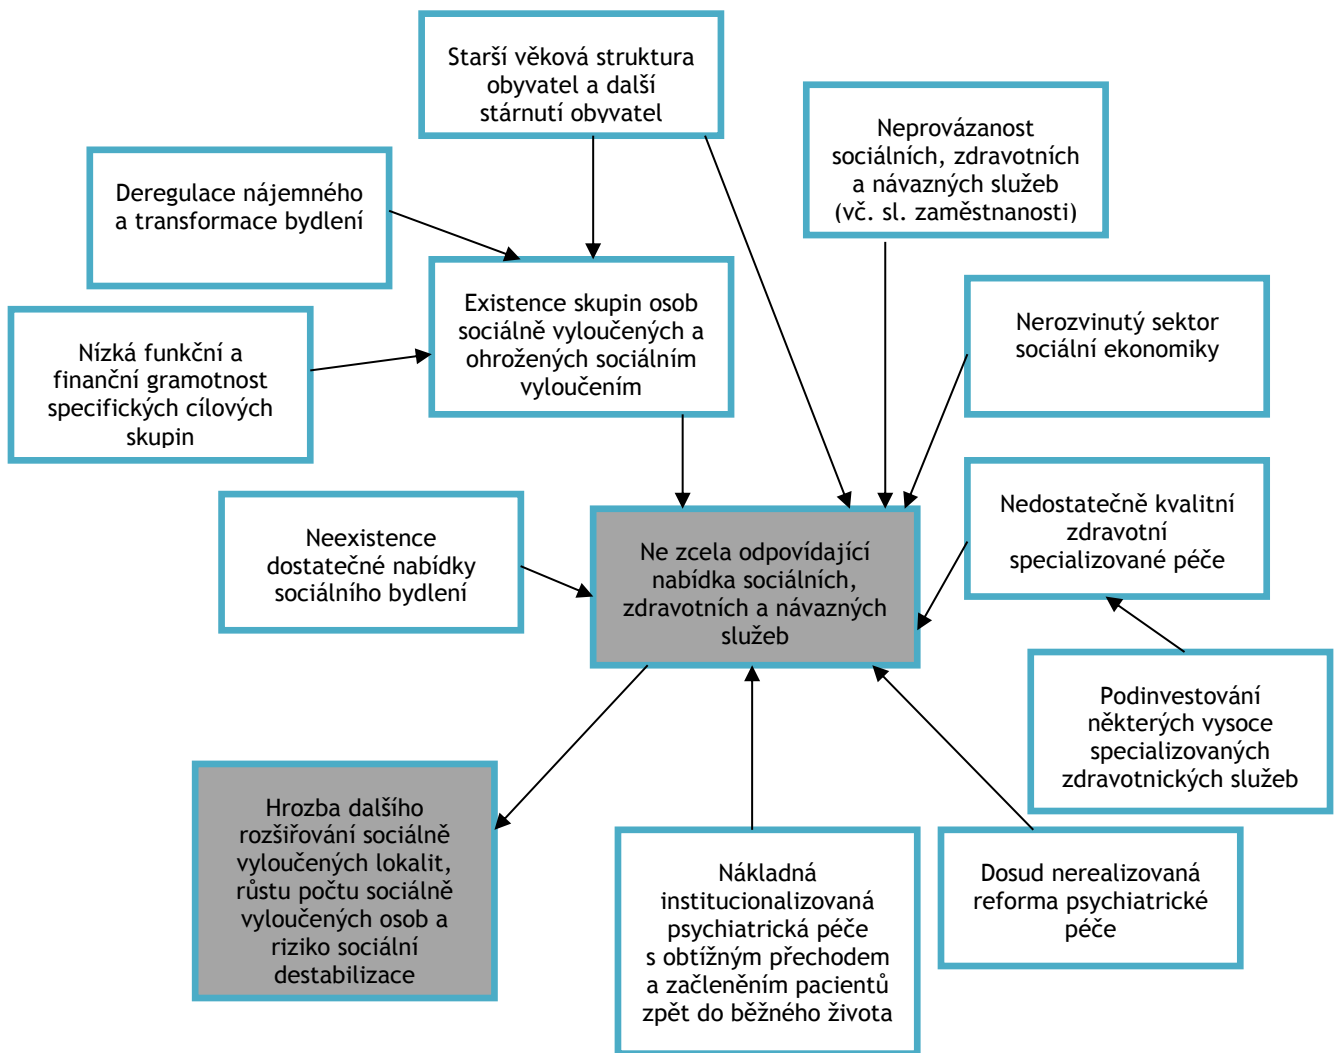 Starší věková struktura
obyvatel a další
stárnutí obyvatel
Neprovázanost
sociálních, zdravotních
a návazných služeb
(vč. sl. zaměstnanosti)
Deregulace nájemného
a transformace bydlení
Existence skupin osob
sociálně vyloučených a
ohrožených sociálním
vyloučením
Nerozvinutý sektor
sociální ekonomiky
Nízká funkční a
finanční gramotnost
specifických cílových
skupin
Neexistence
dostatečné nabídky
sociálního bydlení
Ne zcela odpovídající
nabídka sociálních,
zdravotních a návazných
služeb
Nedostatečně kvalitní
zdravotní
specializované péče
Podinvestování
některých vysoce
specializovaných
zdravotnických služeb
Hrozba dalšího
rozšiřování sociálně
vyloučených lokalit,
růstu počtu sociálně
vyloučených osob a
riziko sociální
destabilizace
Nákladná
institucionalizovaná
psychiatrická péče
s obtížným přechodem
a začleněním pacientů
zpět do běžného života
Dosud nerealizovaná
reforma psychiatrické
péče